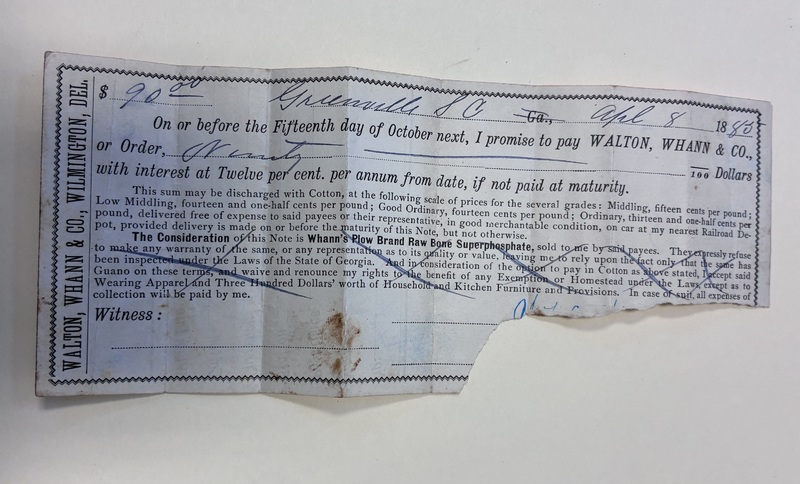 WALTON, WHANN & CO., WILMINGTON, DEL.
$ 90 00 Greenville S C Ga., Apl 8 1883
On or before the Fifteenth day of October next, I promise to pay WALTON, WHANN & CO.,
or Order, Ninety 100 Dollars
with interest at Twelve per cent. per annum from date, if not paid at maturity.
This sum may be discharged with Cotton, at the following scale of prices for the several grades: Middling, fifteen cents per pound;
Low Middling, fourteen and one-half cents per pound; Good Ordinary, fourteen cents per pound; Ordinary, thirteen and one-half cents per
pound, delivered free of expense to said payees or their representative, in good merchantable condition, on car at my nearest Railroad De-
pot, provided delivery is made on or before the maturity of this Note, but not otherwise.
The Consideration of this Note is Whann's Plow Brand Raw Bone Superphosphate, sold to me by said payees. They expressly refuse
to make any warranty of the same, or any representation as to its quality or value, leaving me to rely upon the fact only that the same has
been inspected under the Laws of the State of Georgia. And in consideration of the option to pay in Cotton as above stated, I accept said
Guano on these terms, and waive and renounce my rights to the benefit of any Exemption or Homestead under the Laws, except as to
Wearing Apparel and Three Hundred Dollars' worth of Household and Kitchen Furniture and Provisions. In case of suit, all expenses of
collection will be paid by me.
Witness: